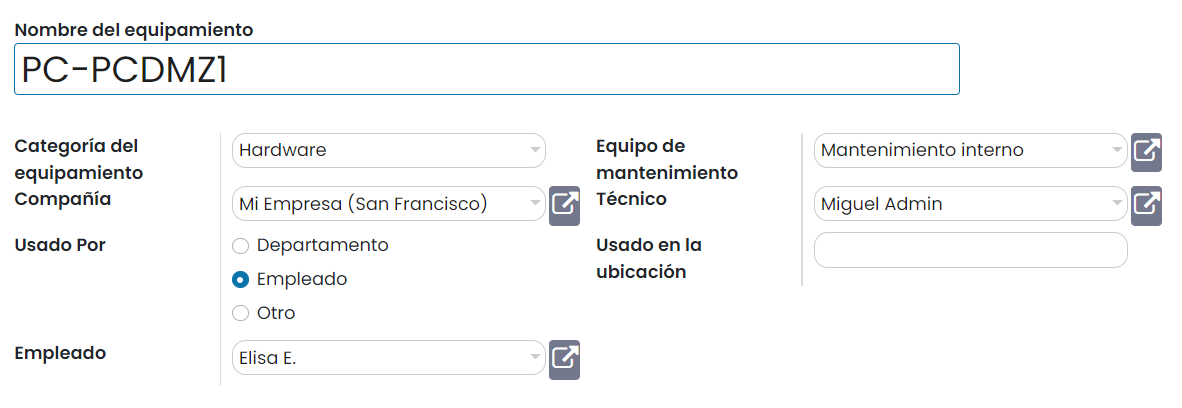 Nombre del equipamiento
PC-PCDMZ1
Categoría del
equipamiento
Hardware
Compañía
Mi Empresa (San Francisco)
Usado Por
Departamento
Empleado
Otro
Empleado
Elisa E.
Equipo de
mantenimiento
Mantenimiento interno
Técnico
Miguel Admin
Usado en la
ubicación